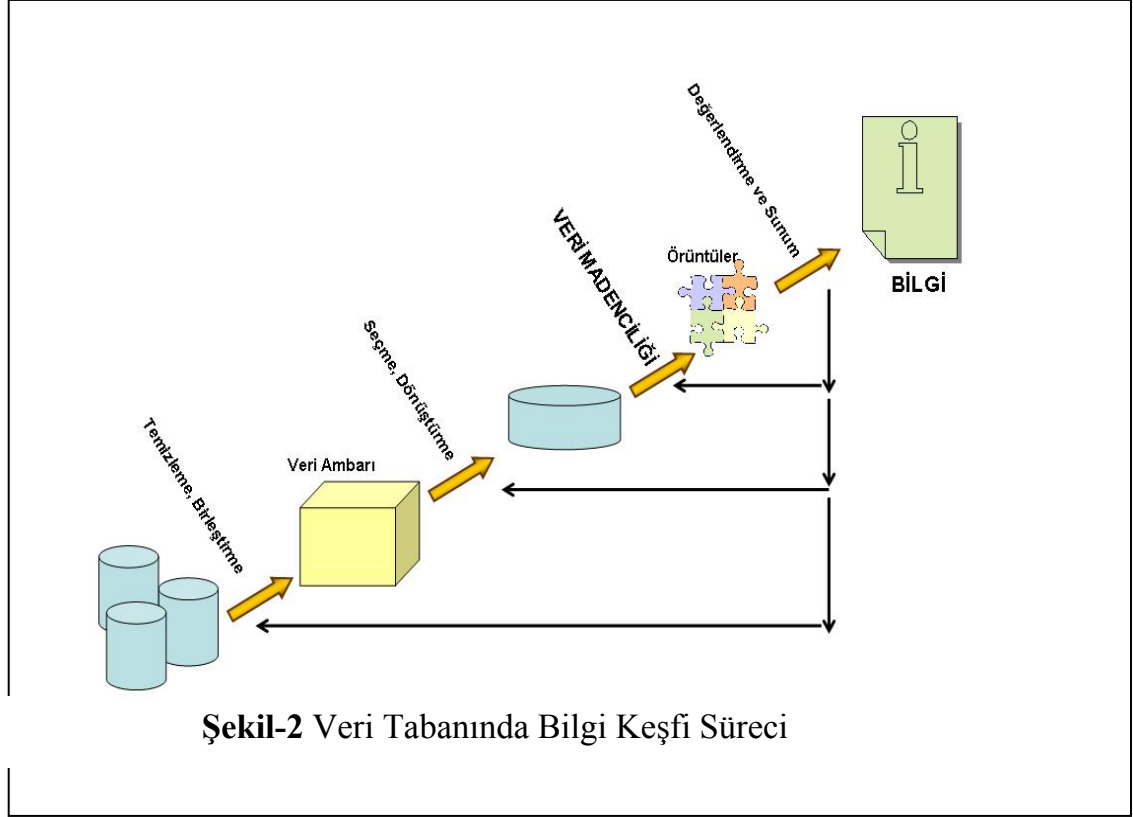 Değerlendirme ve Sunum
i
BİLGİ
VERİ MADENCİLİĞİ
Örüntüler
Seçme, Dönüştürme
Veri Ambarı
Temizleme, Birleştirme
Şekil-2 Veri Tabanında Bilgi Keşfi Süreci